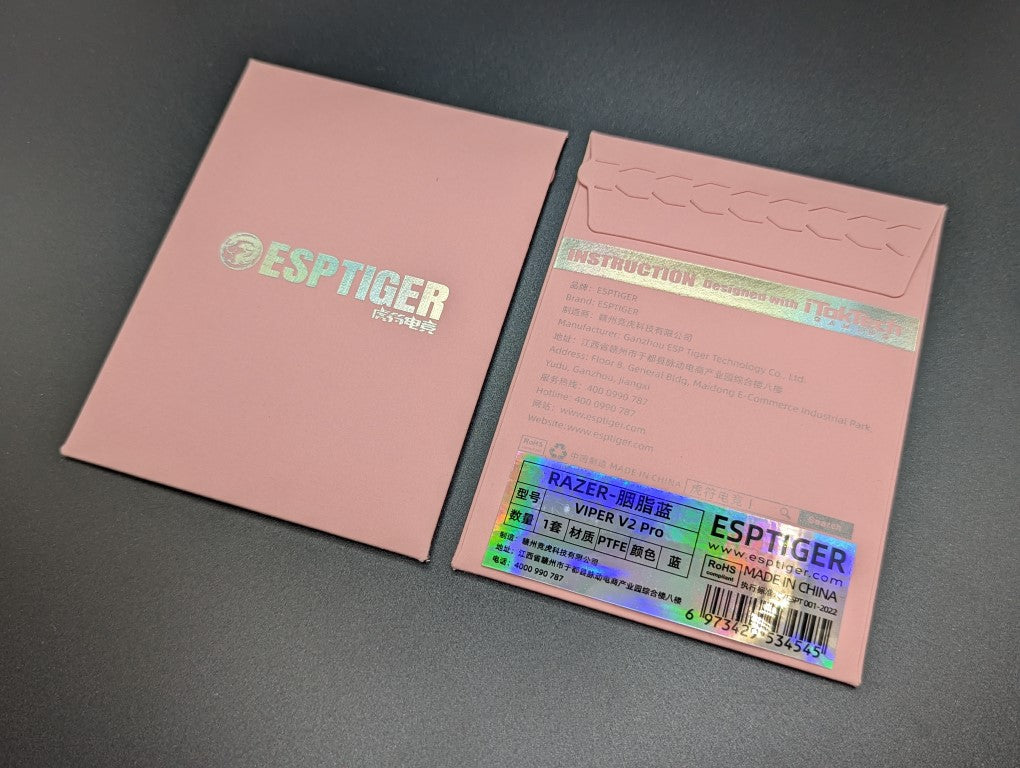 ESPTIGER
虎符电竞
INSTRUCTION Designed with iTakTech
GAMING
品牌：ESPTIGER
Brand: ESPTIGER
制造商：赣州竞虎科技有限公司
Manufacturer: Ganzhou ESP Tiger Technology Co., Ltd.
地址：江西省赣州市于都县脉动电商产业园综合楼八楼
Address: Floor 8, General Bldg, Maidong E-Commerce Industrial Park,
Yudu, Ganzhou, jiangxi
服务热线：400 0990 787
Hotline: 400 0990 787
网站：www.esptiger.com
Website:www.esptiger.com
RoHS 中国制造 MADE IN CHINA 虎符电竞 Search
RAZER-胭脂蓝
型号 VIPER V2 Pro
数量 1套 材质 PTFE 颜色 蓝
制造：赣州竞虎科技有限公司
地址：江西省赣州市于都县脉动电商产业园综合楼八楼
电话：4000 990 787
ESPTIGER
www.esptiger.com
RoHS compliant MADE IN CHINA
执行标准 001-2022
6 973429 534545